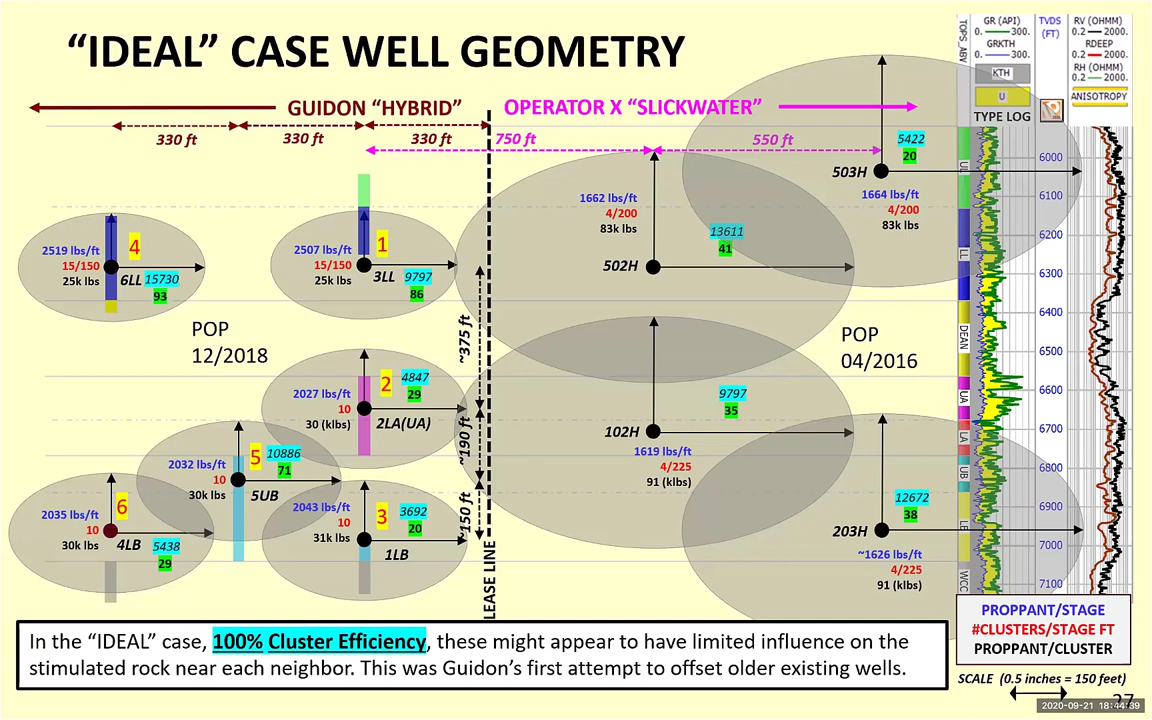 “IDEAL” CASE WELL GEOMETRY
GUIDON “HYBRID”
OPERATOR X “SLICKWATER”
330 ft
330 ft
330 ft
750 ft
550 ft
2519 lbs/ft
15/150
25k lbs
4
6LL
15730
93
2507 lbs/ft
15/150
25k lbs
1
3LL
9797
86
POP
12/2018
2027 lbs/ft
10
30 (klbs)
2
4847
29
2LA(UA)
2032 lbs/ft
10
30k lbs
5
10886
71
5UB
2035 lbs/ft
10
30k lbs
6
4LB
5438
29
2043 lbs/ft
10
31k lbs
3
3692
20
1LB
~375 ft
~190 ft
~150 ft
LEASE LINE
1662 lbs/ft
4/200
83k lbs
502H
13611
41
503H
5422
20
1664 lbs/ft
4/200
83k lbs
POP
04/2016
102H
9797
35
1619 lbs/ft
4/225
91 (klbs)
203H
12672
38
~1626 lbs/ft
4/225
91 (klbs)
TOPS_ABV
GR (API)
0. 300.
GRKTH
0. 300.
KTH
U
TYPE LOG
TVDS
(FT)
RV (OHMM)
0.2 2000.
RDEEP
0.2 2000.
RH (OHMM)
0.2 2000.
ANISOTROPY
UL
LL
DEAN
UA
LA
UB
LB
WCC
6000
6100
6200
6300
6400
6500
6600
6700
6800
6900
7000
7100
PROPPANT/STAGE
#CLUSTERS/STAGE FT
PROPPANT/CLUSTER
SCALE (0.5 inches = 150 feet)
In the “IDEAL” case, 100% Cluster Efficiency, these might appear to have limited influence on the
stimulated rock near each neighbor. This was Guidon’s first attempt to offset older existing wells.
27
2020-09-21 18:44:39